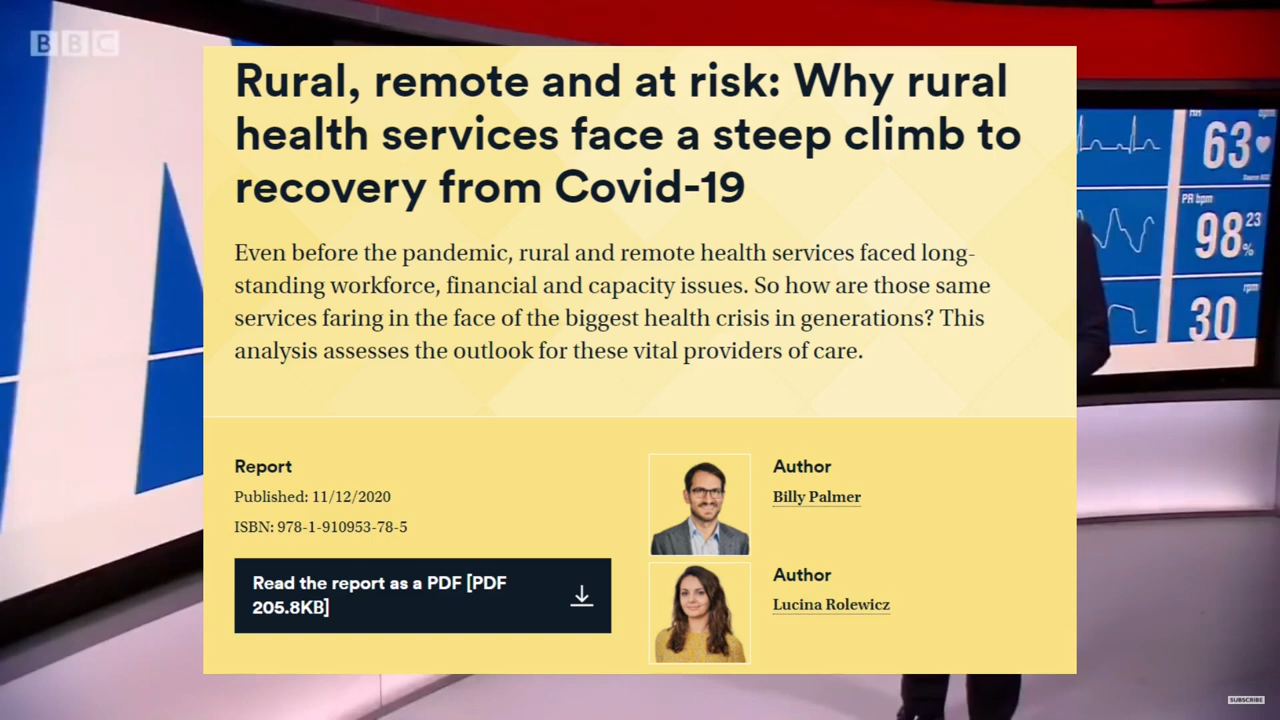 BBC
Rural, remote and at risk: Why rural
health services face a steep climb to
recovery from Covid-19
Even before the pandemic, rural and remote health services faced long-
standing workforce, financial and capacity issues. So how are those same
services faring in the face of the biggest health crisis in generations? This
analysis assesses the outlook for these vital providers of care.
Report
Published: 11/12/2020
ISBN: 978-1-910953-78-5
Read the report as a PDF [PDF
205.8KB]
Author
Billy Palmer
Author
Lucina Rolewicz
HR bpm
63
PR bpm
98 23
%
rpm
30
SUBSCRIBE